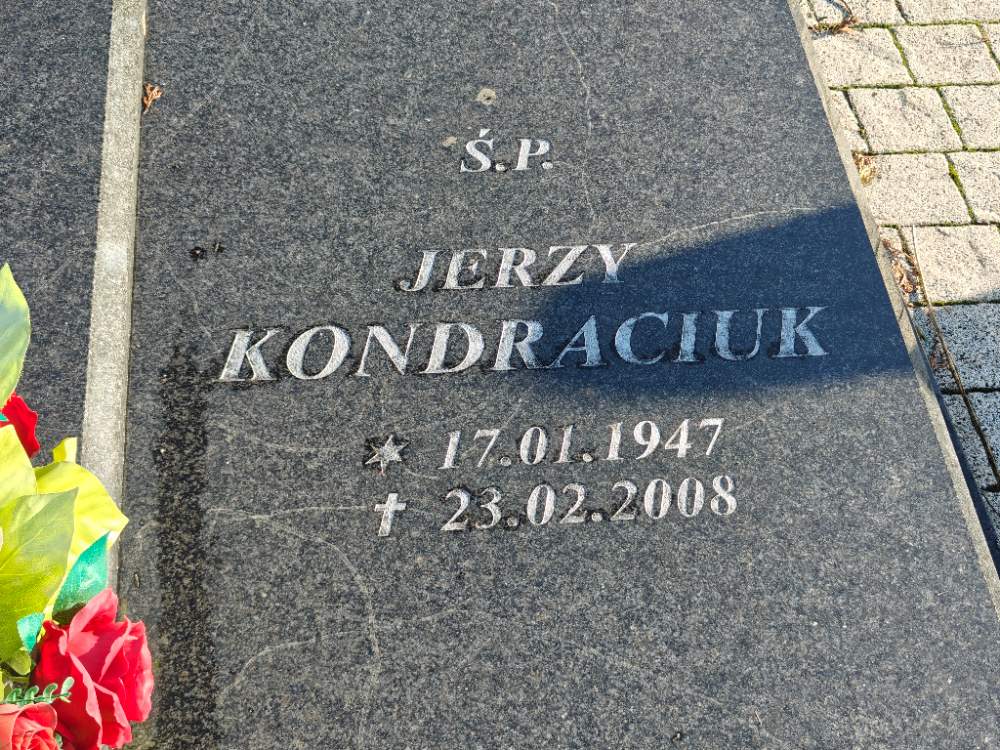 Ś.P.
JERZY
KONDRACIUK
17.01.1947
23.02.2008